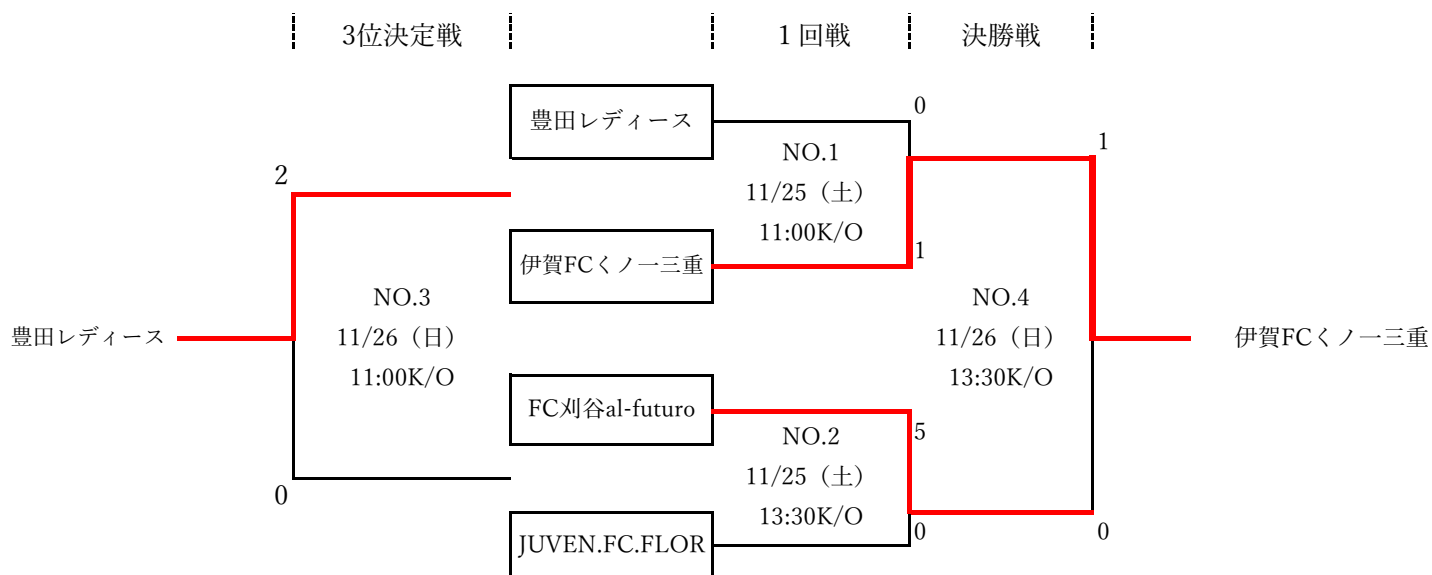 3位決定戦
1回戦
決勝戦
豊田レディース
0
NO.1
11/25（土）
11:00K/O
1
2
伊賀FCくノ一三重
1
NO.3
11/26（日）
11:00K/O
豊田レディース
NO.4
11/26（日）
13:30K/O
伊賀FCくノ一三重
FC刈谷al-futuro
5
NO.2
11/25（土）
13:30K/O
0
JUVEN.FC.FLOR
0
0